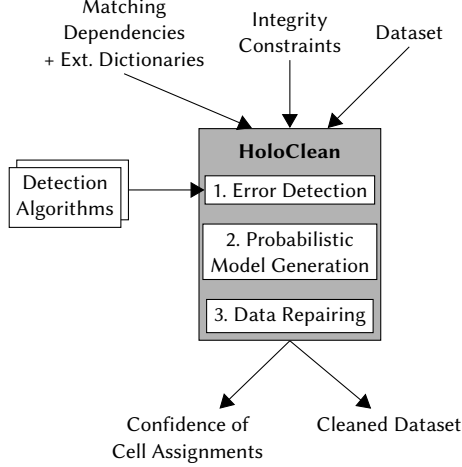 Matching
Dependencies
+ Ext. Dictionaries
Integrity
Constraints
Dataset
HoloClean
Detection
Algorithms
1. Error Detection
2. Probabilistic
Model Generation
3. Data Repairing
Confidence of
Cell Assignments
Cleaned Dataset